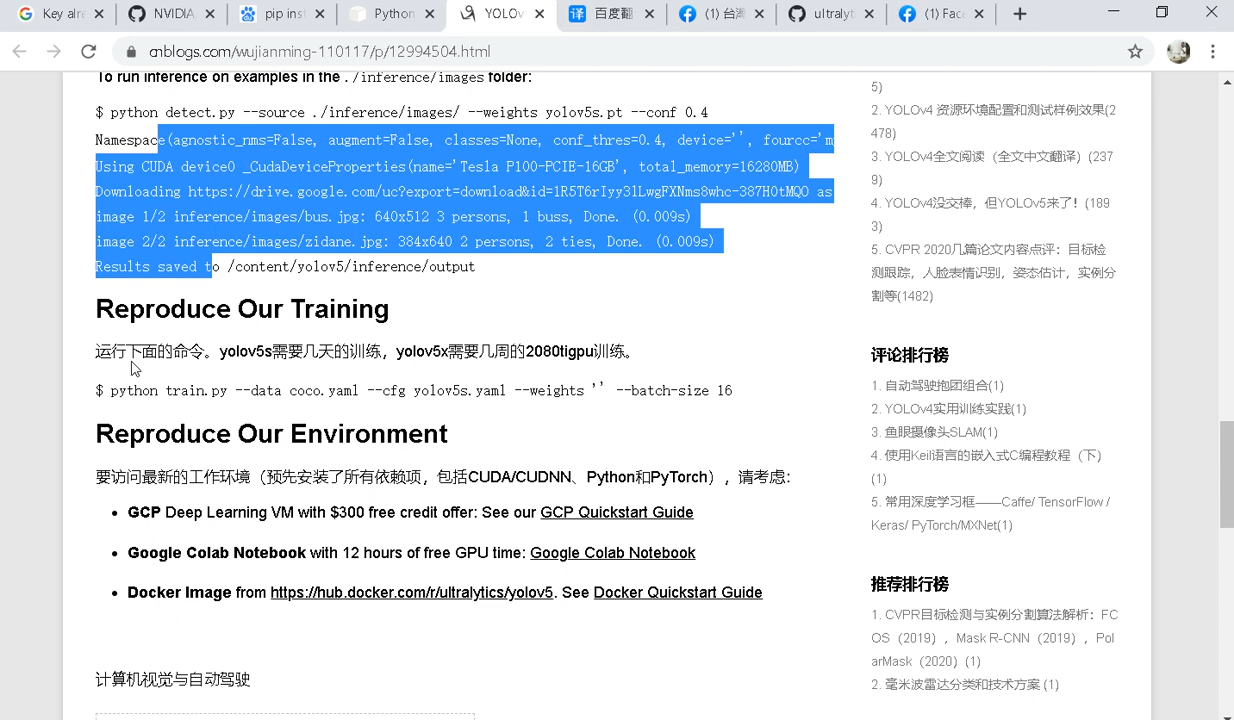 Key alre
NVIDIA
pip inst
Python
YOLOv
百度翻
(1) 台灣
ultralyt
(1) Face
cnblogs.com/wujianming-110117/p/12994504.html
To run inference on examples in the ./inference/images folder:
$ python detect.py --source ./inference/images/ --weights yolov5s.pt --conf 0.4
Namespace(agnostic_nms=False, augment=False, classes=None, conf_thres=0.4, device='', fourcc='m
Using CUDA device0 _CudaDeviceProperties(name='Tesla P100-PCIE-16GB', total_memory=16280MB)
Downloading https://drive.google.com/uc?export=download&id=1R5T6rIyy3lLwgFXNms8whc-387H0tMQO as
image 1/2 inference/images/bus.jpg: 640x512 3 persons, 1 buss, Done. (0.009s)
image 2/2 inference/images/zidane.jpg: 384x640 2 persons, 2 ties, Done. (0.009s)
Results saved to /content/yolov5/inference/output
Reproduce Our Training
运行下面的命令。yolov5s需要几天的训练，yolov5x需要几周的2080tigpu训练。
$ python train.py --data coco.yaml --cfg yolov5s.yaml --weights '' --batch-size 16
Reproduce Our Environment
要访问最新的工作环境（预先安装了所有依赖项，包括CUDA/CUDNN、Python和PyTorch），请考虑：
• GCP Deep Learning VM with $300 free credit offer: See our GCP Quickstart Guide
• Google Colab Notebook with 12 hours of free GPU time: Google Colab Notebook
• Docker Image from https://hub.docker.com/r/ultralytics/yolov5. See Docker Quickstart Guide
计算机视觉与自动驾驶
5)
2. YOLOv4 资源环境配置和测试样例效果(2
478)
3. YOLOv4全文阅读（全文中文翻译）(237
9)
4. YOLOv4没交棒，但YOLOv5来了！(189
3)
5. CVPR 2020几篇论文内容点评：目标检
测跟踪，人脸表情识别，姿态估计，实例分
割等(1482)
评论排行榜
1. 自动驾驶抱团组合(1)
2. YOLOv4实用训练实践(1)
3. 鱼眼摄像头SLAM(1)
4. 使用Keil语言的嵌入式C编程教程（下）
(1)
5. 常用深度学习框——Caffe/ TensorFlow /
Keras/ PyTorch/MXNet(1)
推荐排行榜
1. CVPR目标检测与实例分割算法解析：FC
OS（2019），Mask R-CNN（2019），Pol
arMask（2020）(1)
2. 毫米波雷达分类和技术方案 (1)